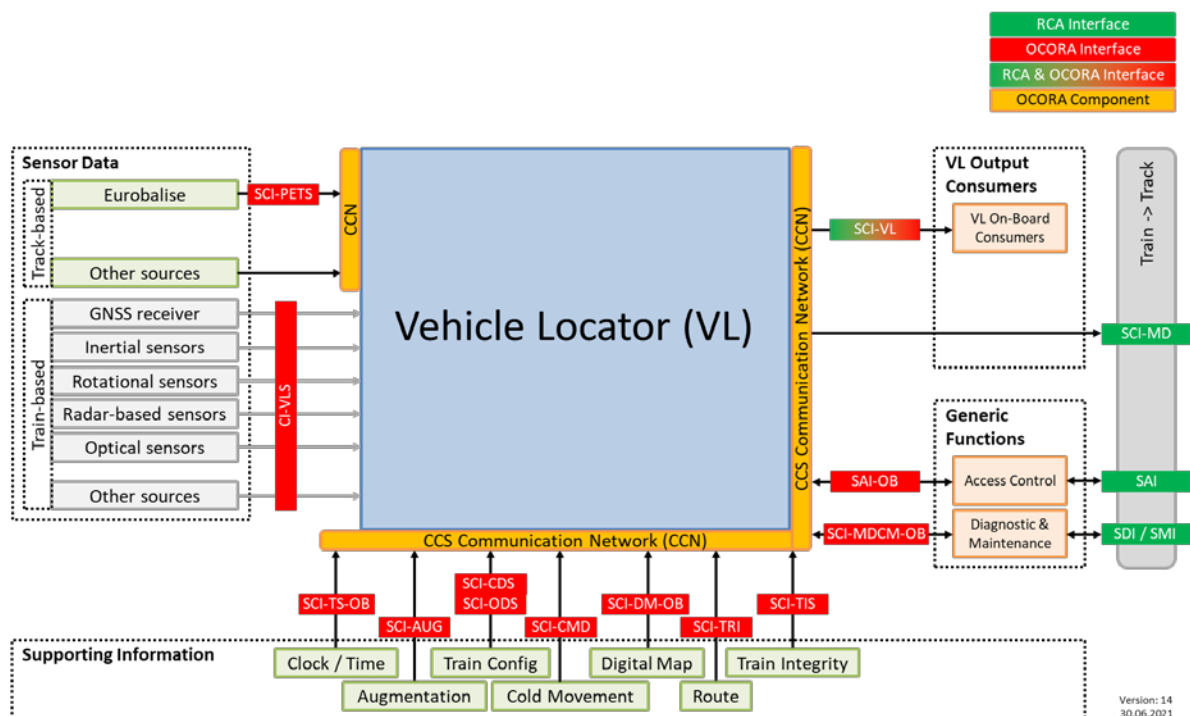 RCA Interface
OCORA Interface
RCA & OCORA Interface
OCORA Component
Sensor Data
Track-based
Eurobalise
SCI-PETS
Other sources
CCN
Train-based
GNSS receiver
Inertial sensors
Rotational sensors
Radar-based sensors
Optical sensors
Other sources
CI-VLS
Vehicle Locator (VL)
CCS Communication Network (CCN)
CCS Communication Network (CCN)
VL Output
Consumers
SCI-VL
VL On-Board
Consumers
Train -> Track
SCI-MD
Generic
Functions
SAI-OB
Access Control
SAI
SCI-MDCM-OB
Diagnostic &
Maintenance
SDI / SMI
SCI-TS-OB
SCI-AUG
SCI-CDS
SCI-ODS
SCI-CMD
SCI-DM-OB
SCI-TRI
SCI-TIS
Supporting Information
Clock / Time
Train Config
Digital Map
Train Integrity
Augmentation
Cold Movement
Route
Version: 14
30.06.2021